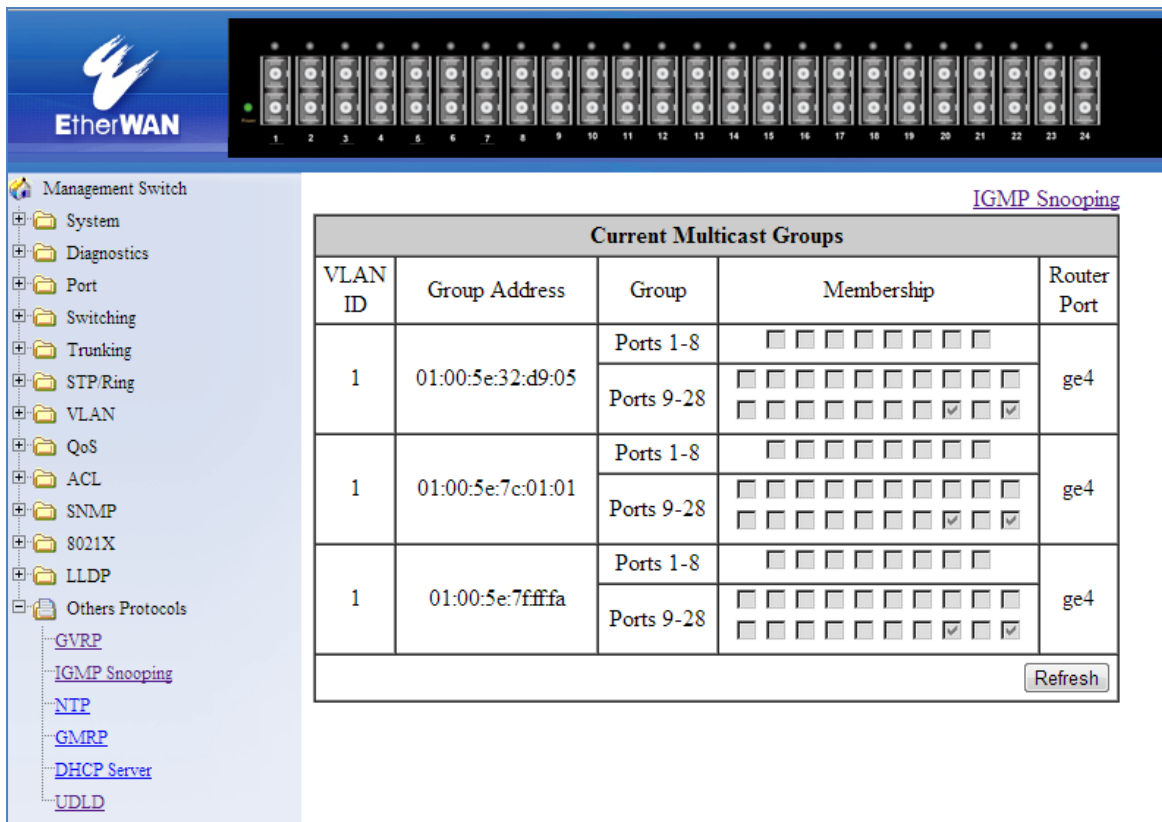 EtherWAN
Power
1 2 3 4 5 6 7 8 9 10 11 12 13 14 15 16 17 18 19 20 21 22 23 24
Management Switch
System
Diagnostics
Port
Switching
Trunking
STP/Ring
VLAN
QoS
ACL
SNMP
8021X
LLDP
Others Protocols
GVRP
IGMP Snooping
NTP
GMRP
DHCP Server
UDLD
IGMP Snooping
Current Multicast Groups
VLAN ID
Group Address
Group
Membership
Router Port
1
01:00:5e:32:d9:05
Ports 1-8
Ports 9-28
ge4
1
01:00:5e:7c:01:01
Ports 1-8
Ports 9-28
ge4
1
01:00:5e:7f:ff:fa
Ports 1-8
Ports 9-28
ge4
Refresh